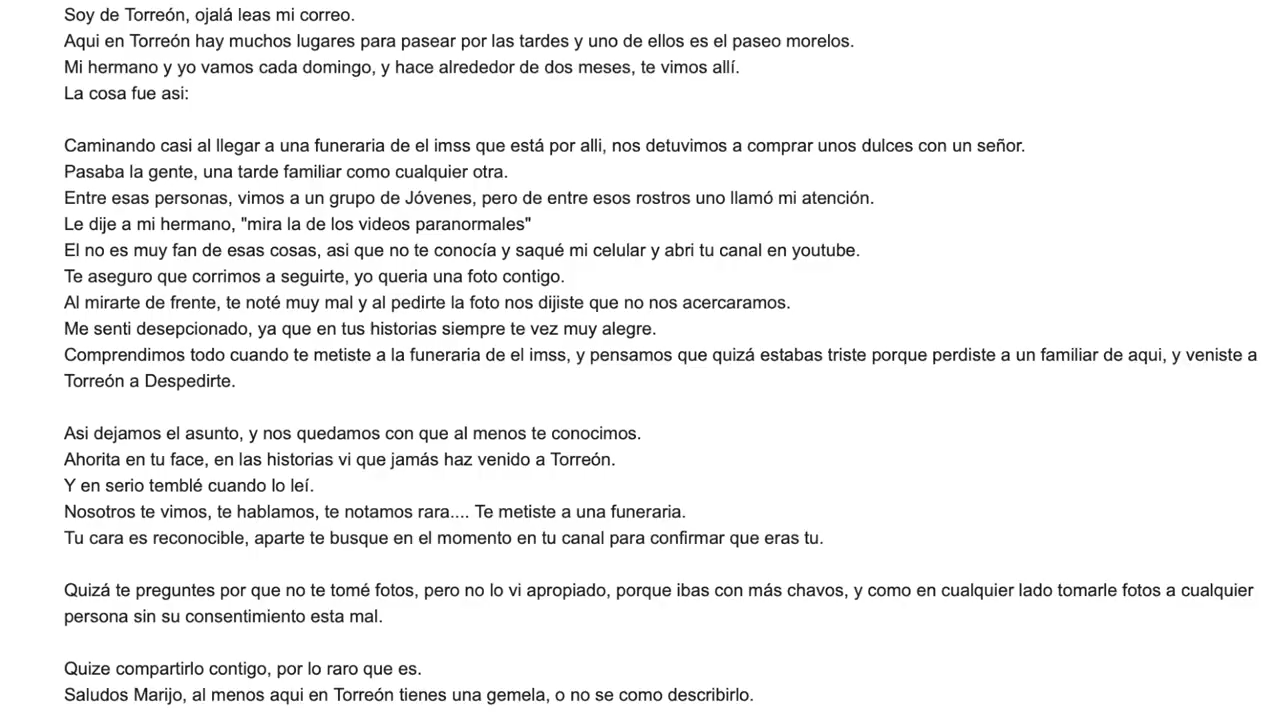 Soy de Torreón, ojalá leas mi correo.
Aqui en Torreón hay muchos lugares para pasear por las tardes y uno de ellos es el paseo morelos.
Mi hermano y yo vamos cada domingo, y hace alrededor de dos meses, te vimos allí.
La cosa fue asi:
Caminando casi al llegar a una funeraria de el imss que está por alli, nos detuvimos a comprar unos dulces con un señor.
Pasaba la gente, una tarde familiar como cualquier otra.
Entre esas personas, vimos a un grupo de Jóvenes, pero de entre esos rostros uno llamó mi atención.
Le dije a mi hermano, "mira la de los videos paranormales"
El no es muy fan de esas cosas, asi que no te conocía y saqué mi celular y abri tu canal en youtube.
Te aseguro que corrimos a seguirte, yo queria una foto contigo.
Al mirarte de frente, te noté muy mal y al pedirte la foto nos dijiste que no nos acercaramos.
Me senti desepcionado, ya que en tus historias siempre te vez muy alegre.
Comprendimos todo cuando te metiste a la funeraria de el imss, y pensamos que quizá estabas triste porque perdiste a un familiar de aqui, y veniste a
Torreón a Despedirte.
Asi dejamos el asunto, y nos quedamos con que al menos te conocimos.
Ahorita en tu face, en las historias vi que jamás haz venido a Torreón.
Y en serio temblé cuando lo leí.
Nosotros te vimos, te hablamos, te notamos rara.... Te metiste a una funeraria.
Tu cara es reconocible, aparte te busque en el momento en tu canal para confirmar que eras tu.
Quizá te preguntes por que no te tomé fotos, pero no lo vi apropiado, porque ibas con más chavos, y como en cualquier lado tomarle fotos a cualquier
persona sin su consentimiento esta mal.
Quize compartirlo contigo, por lo raro que es.
Saludos Marijo, al menos aqui en Torreón tienes una gemela, o no se como describirlo.